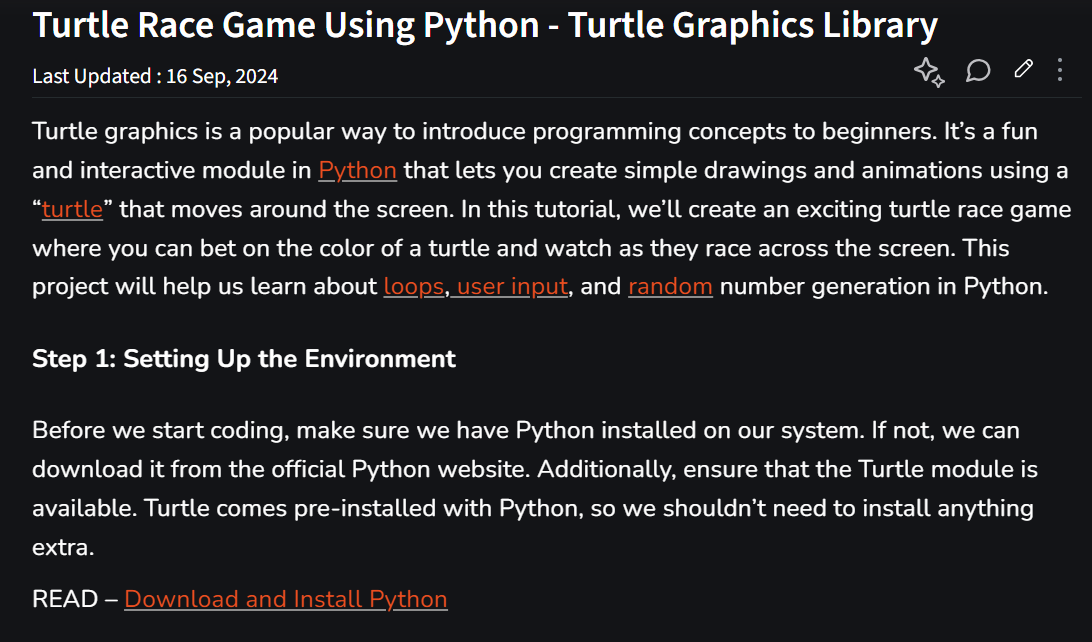 Turtle Race Game Using Python - Turtle Graphics Library
Last Updated : 16 Sep, 2024
Turtle graphics is a popular way to introduce programming concepts to beginners. It’s a fun
and interactive module in Python that lets you create simple drawings and animations using a
“turtle” that moves around the screen. In this tutorial, we’ll create an exciting turtle race game
where you can bet on the color of a turtle and watch as they race across the screen. This
project will help us learn about loops, user input, and random number generation in Python.
Step 1: Setting Up the Environment
Before we start coding, make sure we have Python installed on our system. If not, we can
download it from the official Python website. Additionally, ensure that the Turtle module is
available. Turtle comes pre-installed with Python, so we shouldn’t need to install anything
extra.
READ – Download and Install Python